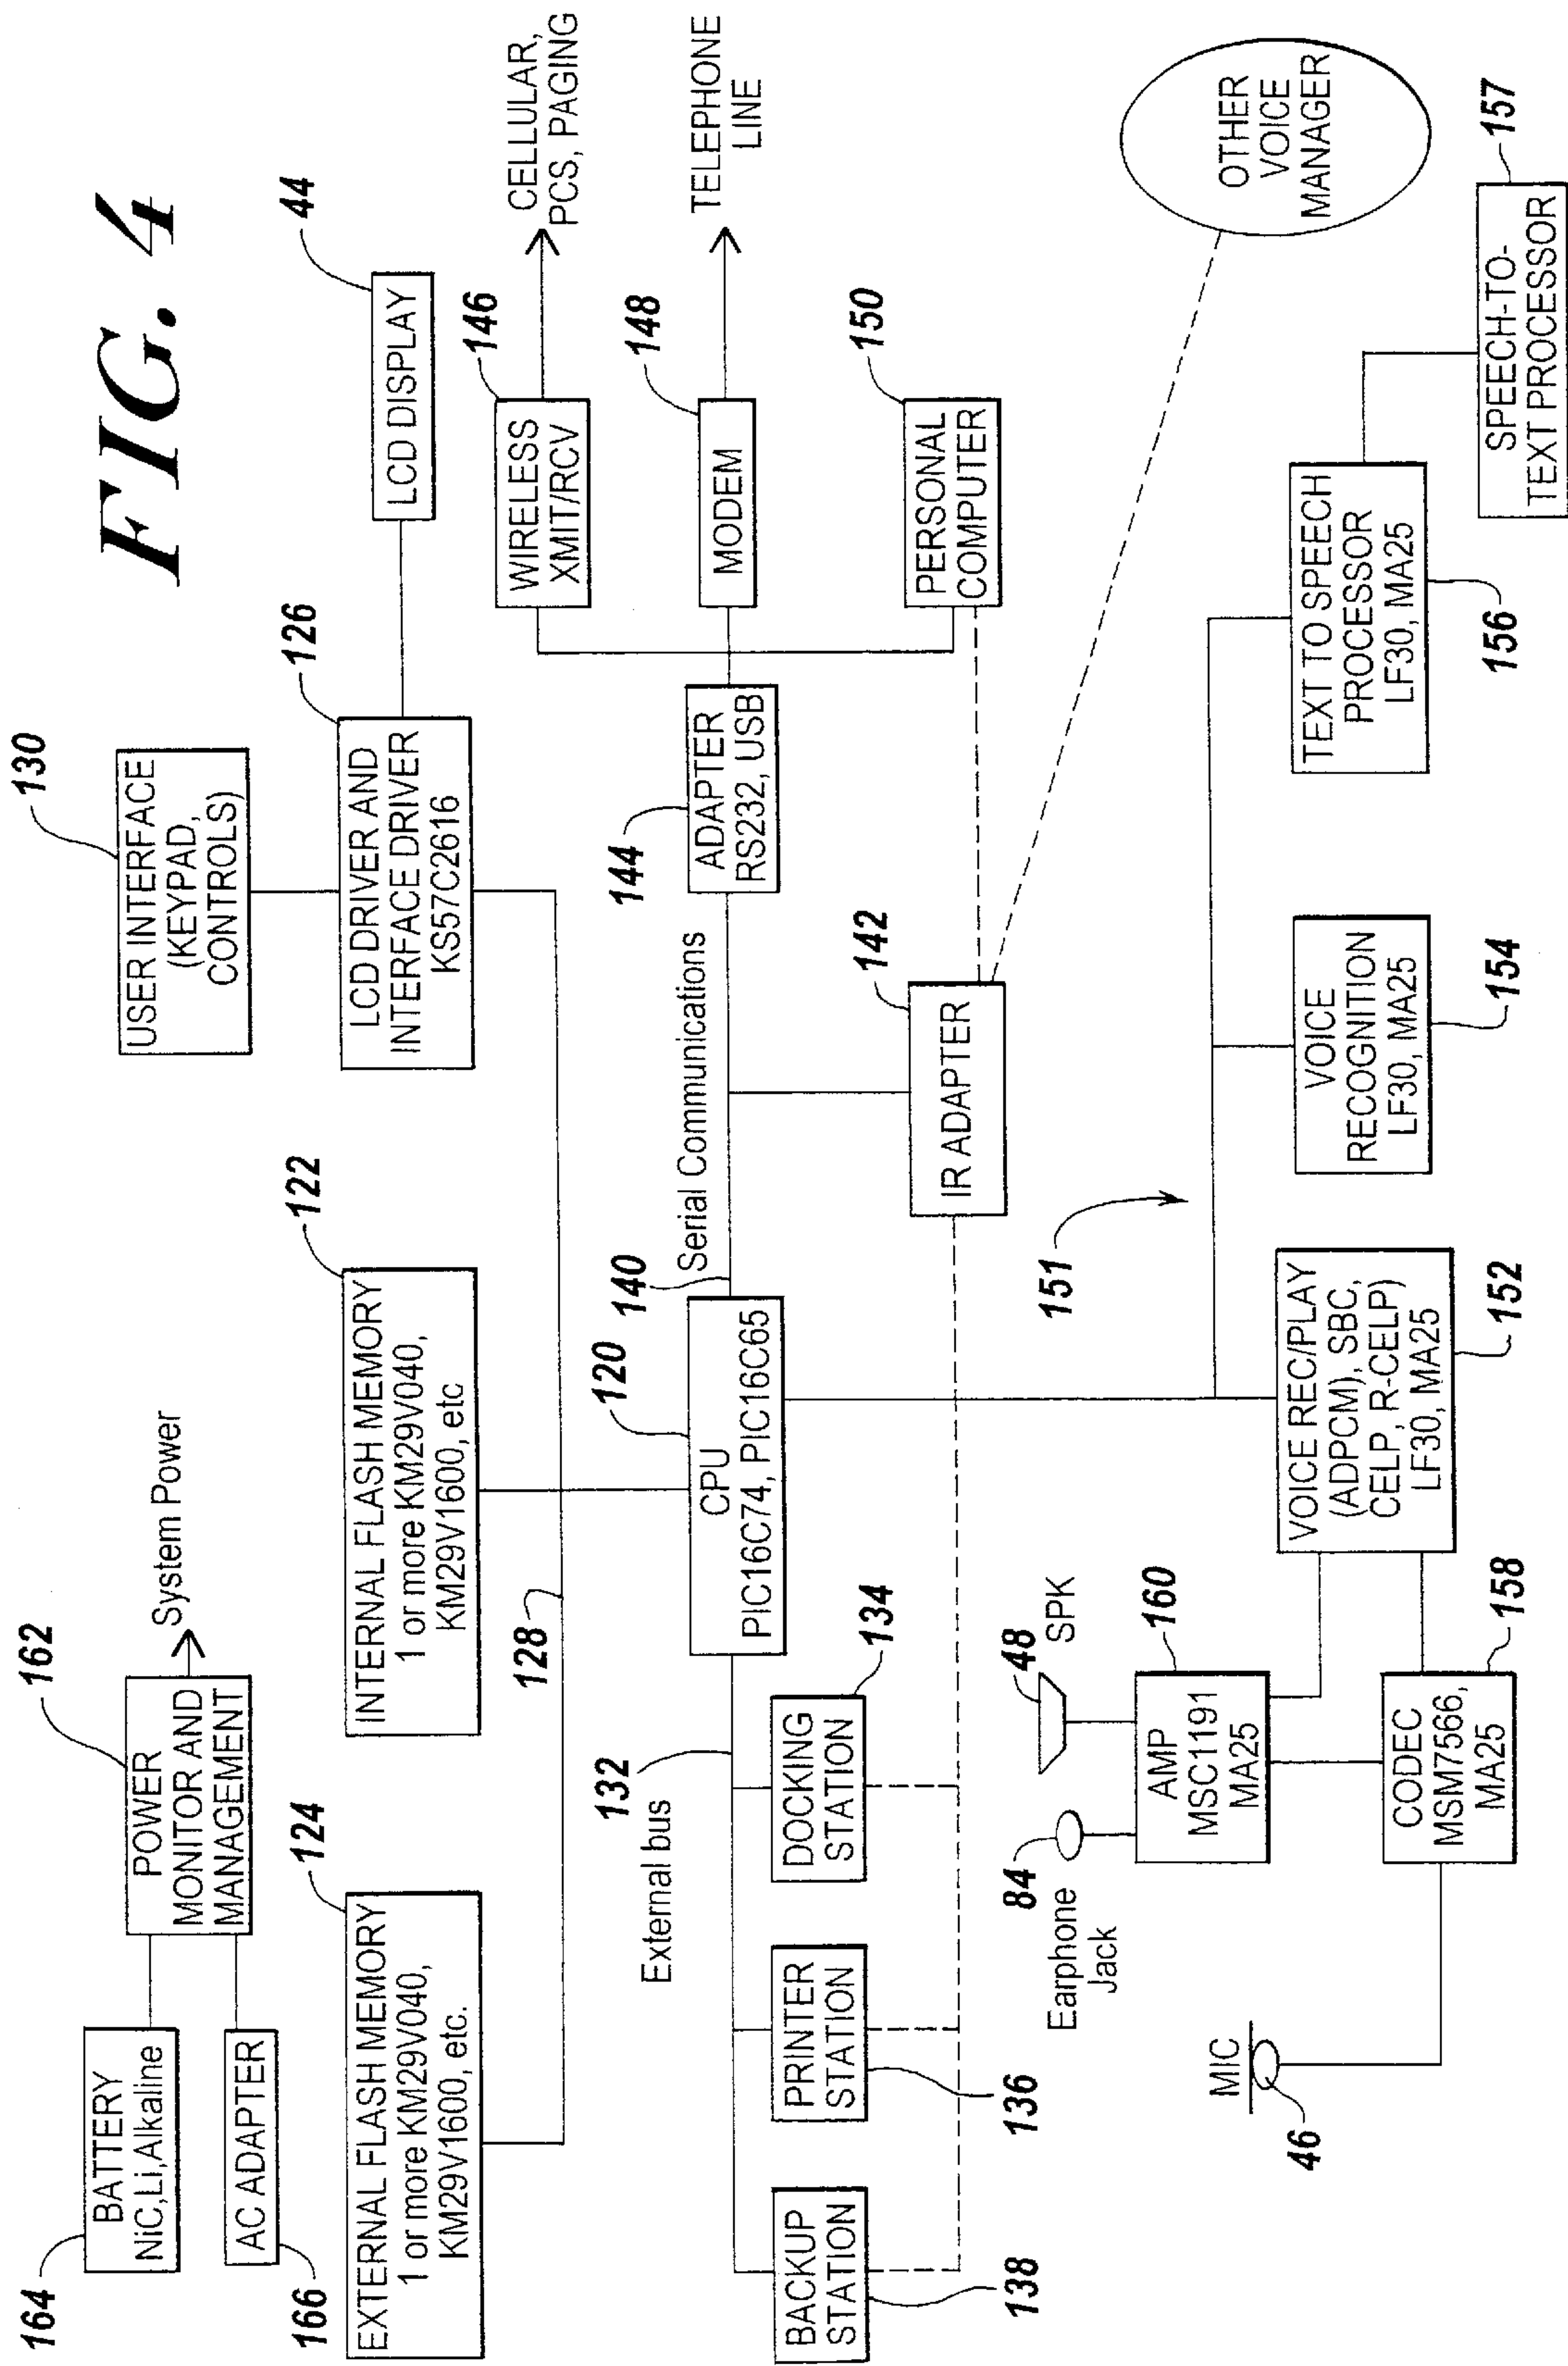 FIG. 4
164
BATTERY
NiC,Li,Alkaline
166
AC ADAPTER
162
POWER
MONITOR AND
MANAGEMENT
System Power
130
USER INTERFACE
(KEYPAD,
CONTROLS)
124
EXTERNAL FLASH MEMORY
1 or more KM29V040,
KM29V1600, etc.
122
INTERNAL FLASH MEMORY
1 or more KM29V040,
KM29V1600, etc
126
LCD DRIVER AND
INTERFACE DRIVER
KS57C2616
44
LCD DISPLAY
128
146
WIRELESS
XMIT/RCV
CELLULAR,
PCS, PAGING
External bus
132
120
CPU
PIC16C74, PIC16C65
140
Serial Communications
144
ADAPTER
RS232, USB
148
MODEM
TELEPHONE
LINE
BACKUP
STATION
138
PRINTER
STATION
136
DOCKING
STATION
134
142
IR ADAPTER
150
PERSONAL
COMPUTER
OTHER
VOICE
MANAGER
84
Earphone
Jack
48
SPK
151
160
AMP
MSC1191
MA25
MIC
46
CODEC
MSM7566,
MA25
158
VOICE REC/PLAY
(ADPCM), SBC,
CELP, R-CELP)
LF30, MA25
152
VOICE
RECOGNITION
LF30, MA25
154
TEXT TO SPEECH
PROCESSOR
LF30, MA25
156
SPEECH-TO-
TEXT PROCESSOR
157